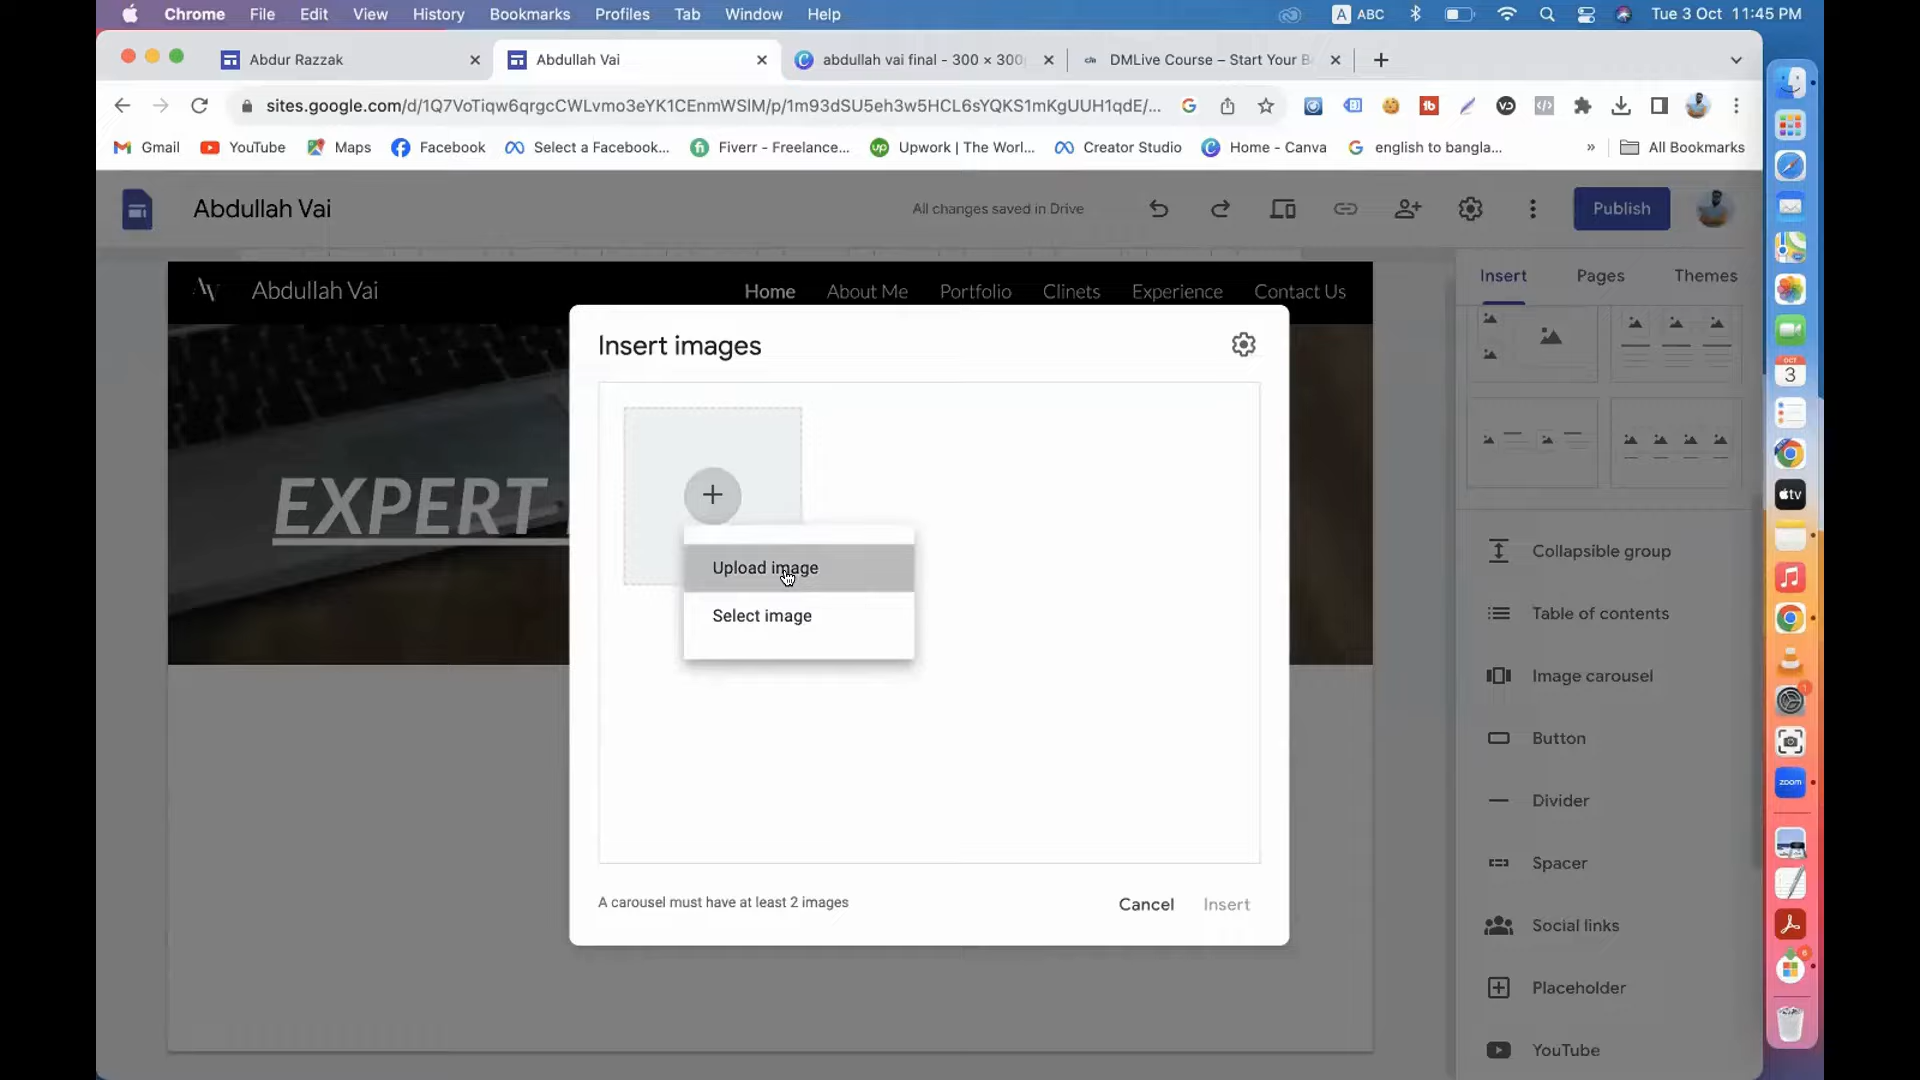 Chrome File Edit View History Bookmarks Profiles Tab Window Help A ABC Tue 3 Oct 11:45 PM
Abdur Razzak Abdullah Vai abdullah vai final - 300 × 300 DMLive Course – Start Your B
sites.google.com/d/1Q7VoTiqw6qrgcCWLvmo3eYK1CEnmWSlM/p/1m93dSU5eh3w5HCL6sYQKS1mKgUUH1qdE/...
Gmail YouTube Maps Facebook Select a Facebook... Fiverr - Freelance... Upwork | The Worl... Creator Studio Home - Canva english to bangla... » All Bookmarks
Abdullah Vai All changes saved in Drive Publish
Insert Pages Themes
Abdullah Vai Home About Me Portfolio Clinets Experience Contact Us
Insert images
EXPERT
Upload image
Select image
A carousel must have at least 2 images Cancel Insert
Collapsible group
Table of contents
Image carousel
Button
Divider
Spacer
Social links
Placeholder
YouTube
OCT
3
tv
zoom